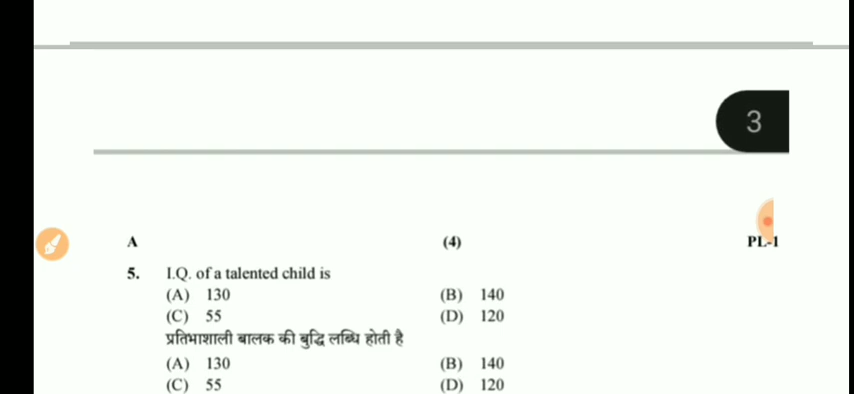 3
A (4) PL-1
5. I.Q. of a talented child is
(A) 130 (B) 140
(C) 55 (D) 120
प्रतिभाशाली बालक की बुद्धि लब्धि होती है
(A) 130 (B) 140
(C) 55 (D) 120